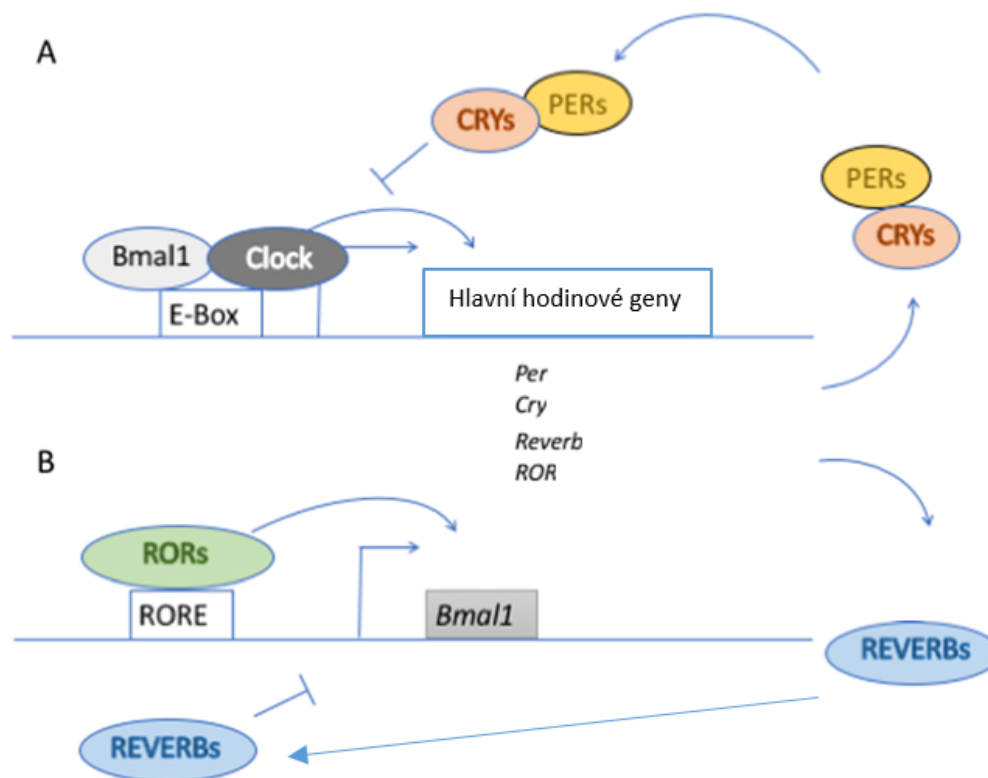 A
CRYs
PERs
PERs
CRYs
Bmal1
Clock
E-Box
Hlavní hodinové geny
Per
Cry
Reverb
ROR
B
RORs
RORE
Bmal1
REVERBs
REVERBs